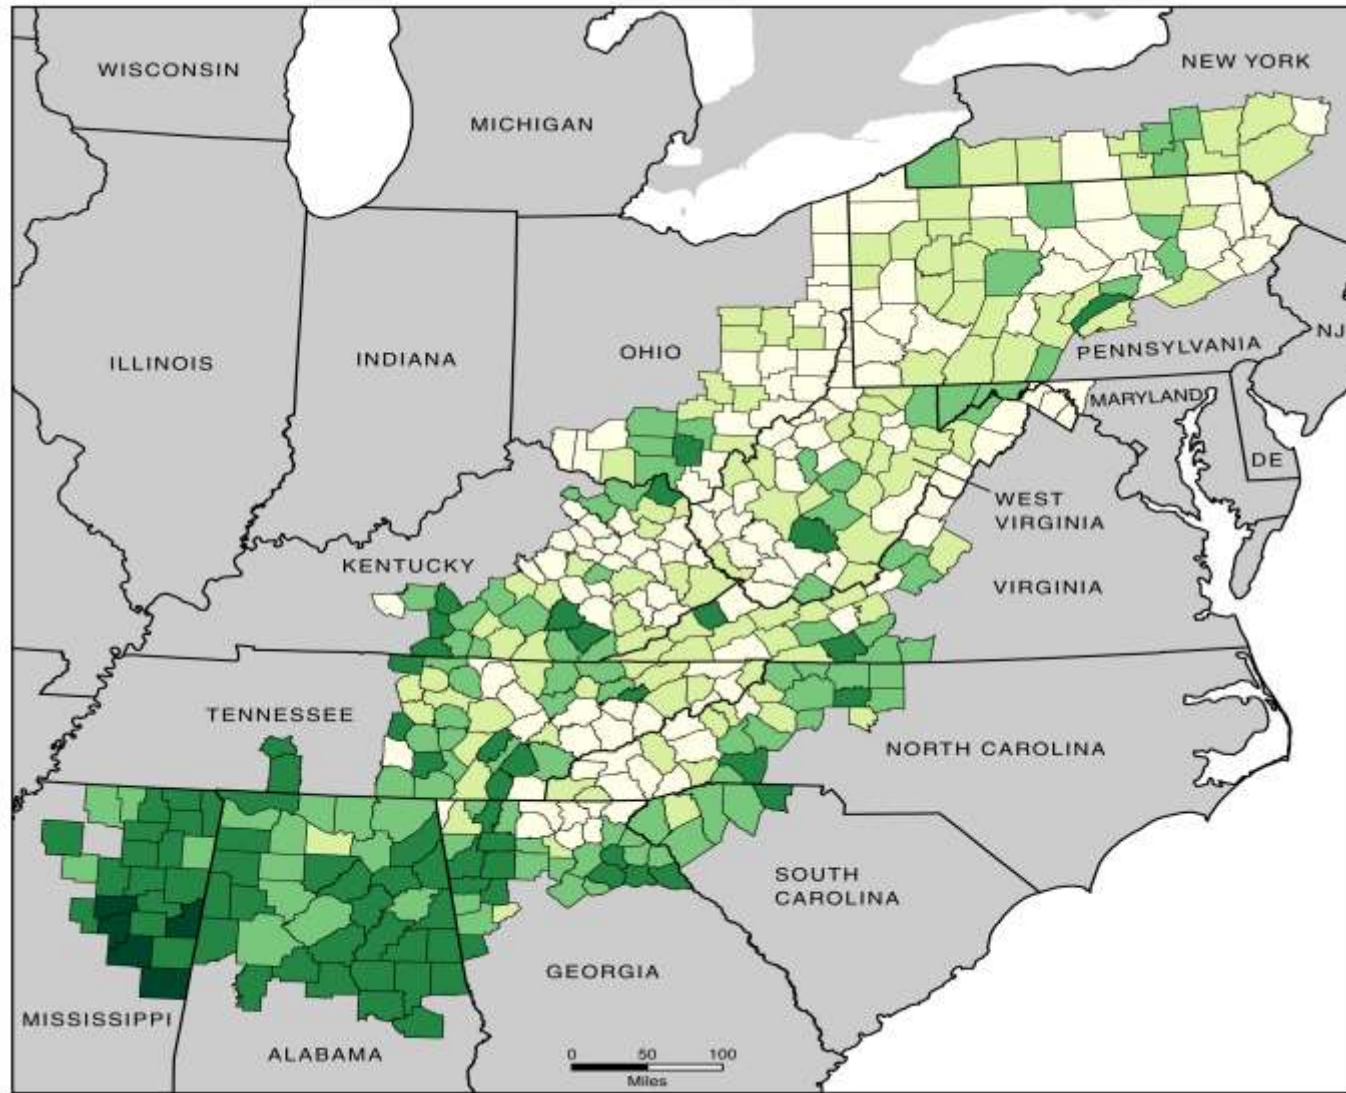 WISCONSIN
NEW YORK
MICHIGAN
ILLINOIS
INDIANA
OHIO
PENNSYLVANIA
NJ
MARYLAND
DE
WEST
VIRGINIA
KENTUCKY
VIRGINIA
TENNESSEE
NORTH CAROLINA
SOUTH
CAROLINA
GEORGIA
MISSISSIPPI
ALABAMA
0 50 100
Miles